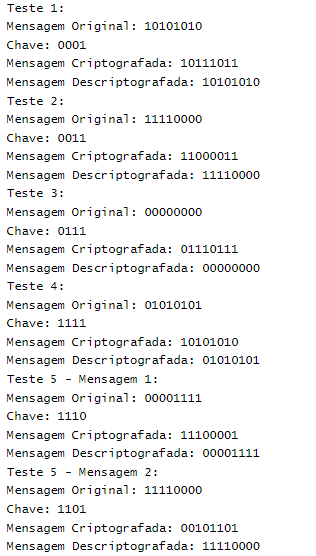 Teste 1:
Mensagem Original: 10101010
Chave: 0001
Mensagem Criptografada: 10111011
Mensagem Descriptografada: 10101010
Teste 2:
Mensagem Original: 11110000
Chave: 0011
Mensagem Criptografada: 11000011
Mensagem Descriptografada: 11110000
Teste 3:
Mensagem Original: 00000000
Chave: 0111
Mensagem Criptografada: 01110111
Mensagem Descriptografada: 00000000
Teste 4:
Mensagem Original: 01010101
Chave: 1111
Mensagem Criptografada: 10101010
Mensagem Descriptografada: 01010101
Teste 5 - Mensagem 1:
Mensagem Original: 00001111
Chave: 1110
Mensagem Criptografada: 11100001
Mensagem Descriptografada: 00001111
Teste 5 - Mensagem 2:
Mensagem Original: 11110000
Chave: 1101
Mensagem Criptografada: 00101101
Mensagem Descriptografada: 11110000